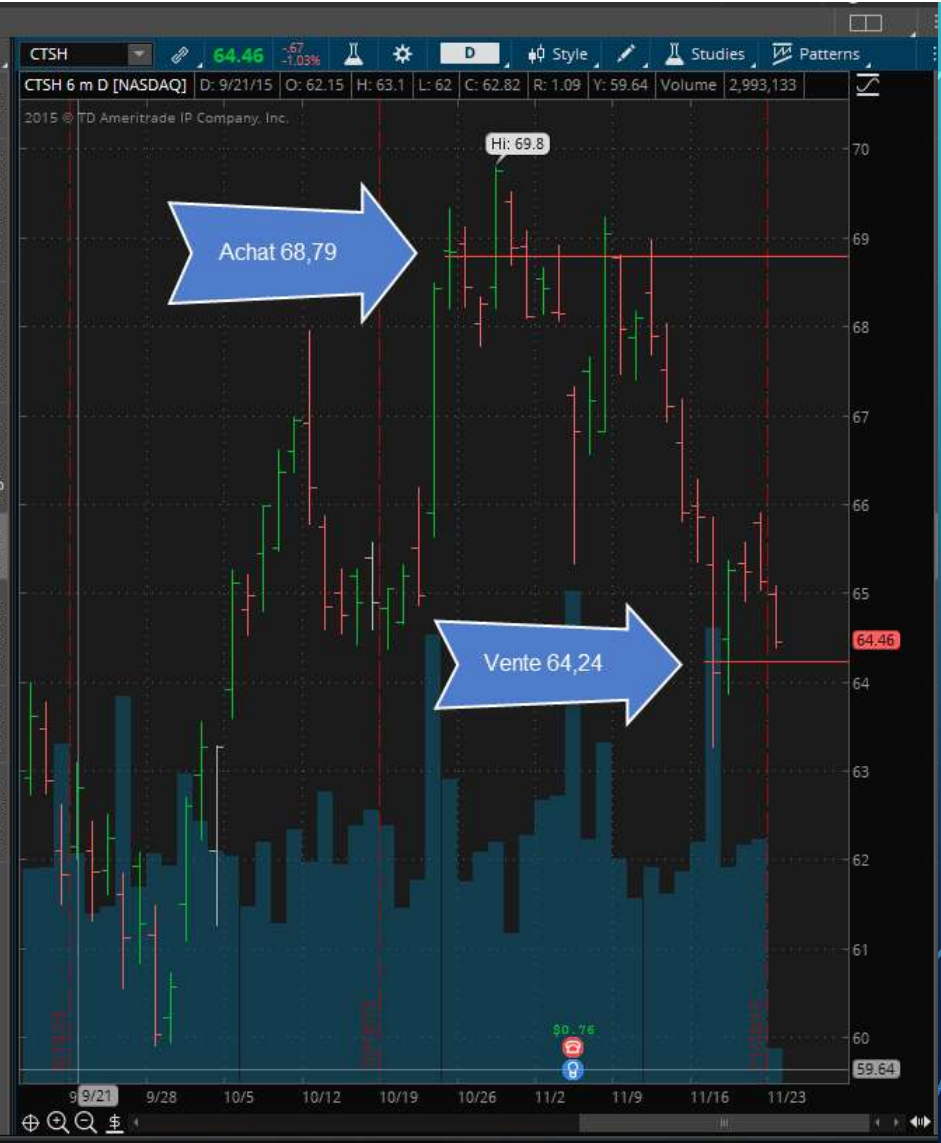 CTSH 64.46 -.67 -1.03% D Style Studies Patterns
CTSH 6 m D [NASDAQ] D: 9/21/15 O: 62.15 H: 63.1 L: 62 C: 62.82 R: 1.09 Y: 59.64 Volume 2,993,133
2015 © TD Ameritrade IP Company, Inc.
Hi: 69.8
70
Achat 68,79
69
68
67
66
65
64.46
Vente 64,24
64
63
62
61
$0.76
60
59.64
9/21 9/28 10/5 10/12 10/19 10/26 11/2 11/9 11/16 11/23